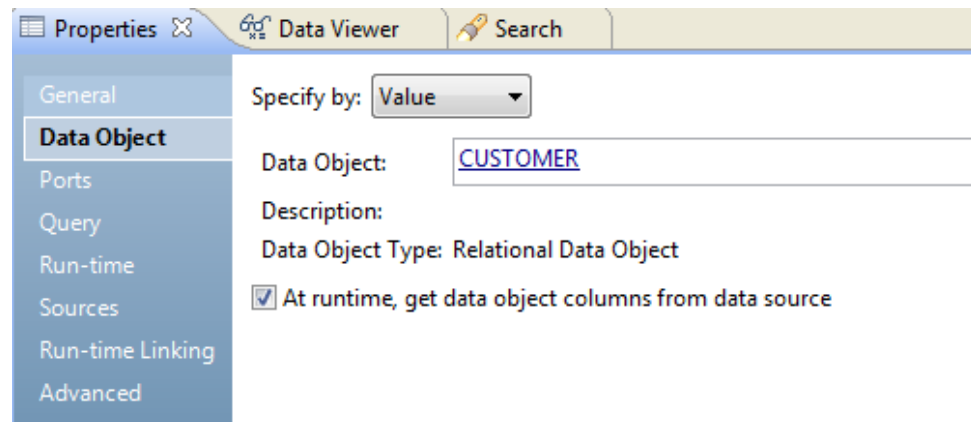 Properties Data Viewer Search
General
Data Object
Ports
Query
Run-time
Sources
Run-time Linking
Advanced
Specify by: Value
Data Object: CUSTOMER
Description:
Data Object Type: Relational Data Object
At runtime, get data object columns from data source